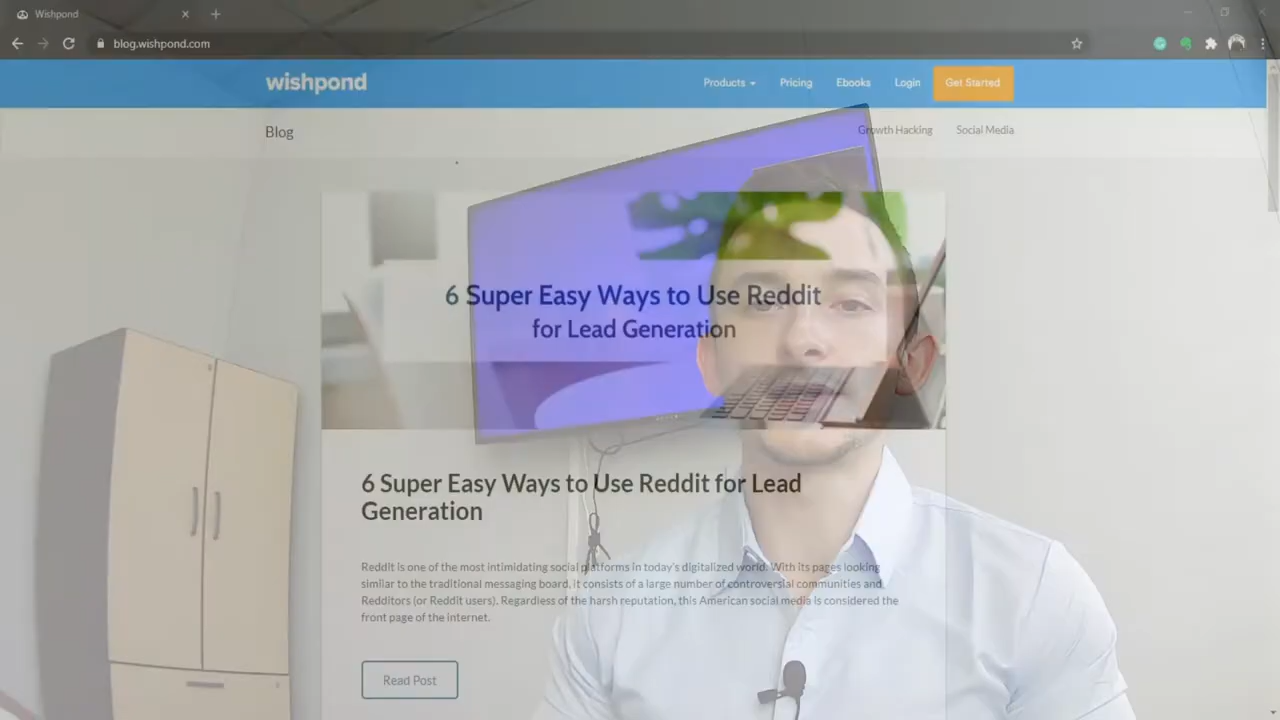 Wishpond
blog.wishpond.com
wishpond
Products
Pricing
Ebooks
Login
Get Started
Blog
Growth Hacking
Social Media
6 Super Easy Ways to Use Reddit
for Lead Generation
6 Super Easy Ways to Use Reddit for Lead
Generation
Reddit is one of the most intimidating social platforms in today's digitalized world. With its pages looking
similar to the traditional messaging board, it consists of a large number of controversial communities and
Redditors (or Reddit users). Regardless of the harsh reputation, this American social media is considered the
front page of the internet.
Read Post